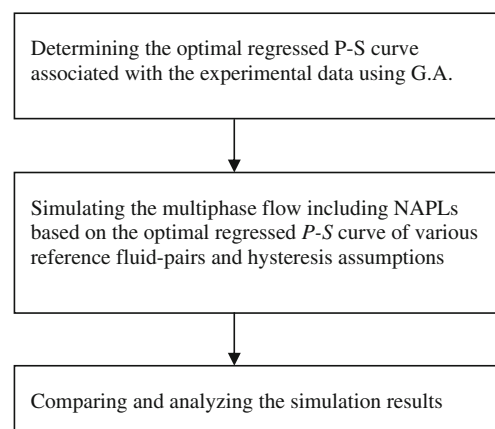 Determining the optimal regressed P-S curve
associated with the experimental data using G.A.
Simulating the multiphase flow including NAPLs
based on the optimal regressed P-S curve of various
reference fluid-pairs and hysteresis assumptions
Comparing and analyzing the simulation results